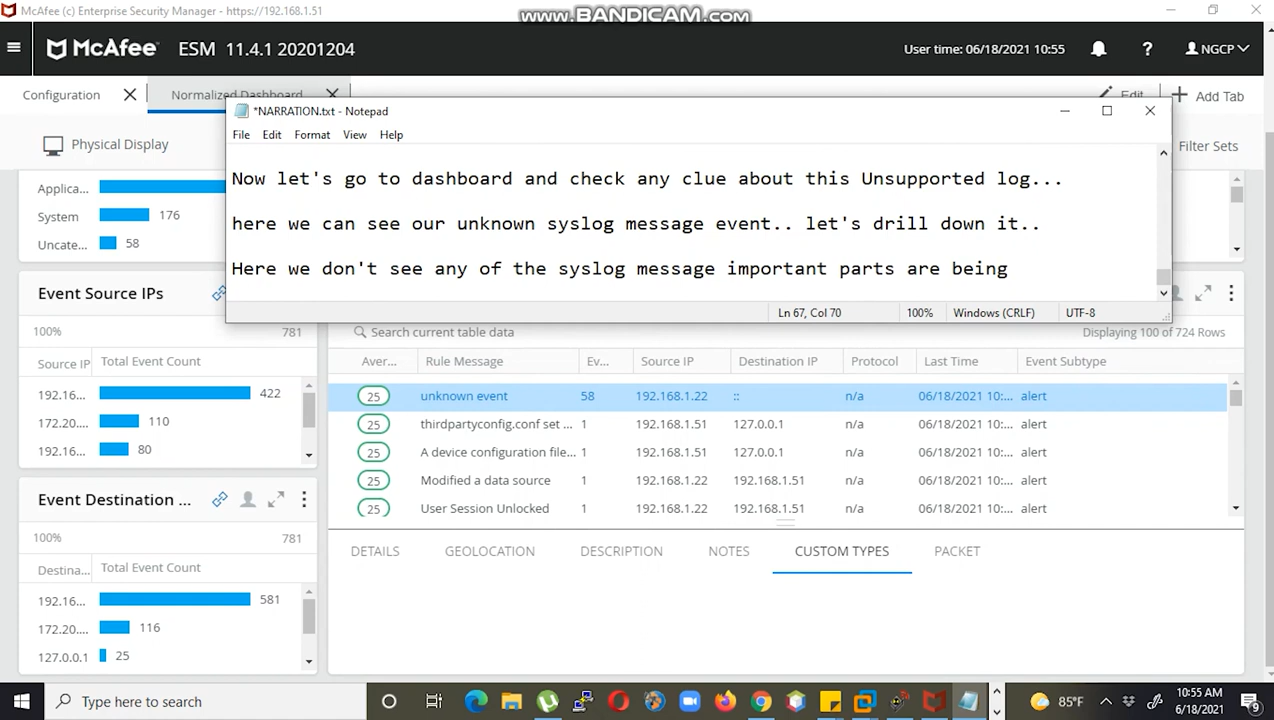 McAfee (c) Enterprise Security Manager - https://192.168.1.51
www.BANDICAM.com
McAfee ESM 11.4.1 20201204
User time: 06/18/2021 10:55
? NGCP
Configuration
Normalized Dashboard
Edit
Add Tab
Physical Display
Filter Sets
*NARRATION.txt - Notepad
File Edit Format View Help
Now let's go to dashboard and check any clue about this Unsupported log...
here we can see our unknown syslog message event.. let's drill down it..
Here we don't see any of the syslog message important parts are being
Ln 67, Col 70 100% Windows (CRLF) UTF-8
Applica...
System 176
Uncate... 58
Event Source IPs
100% 781
Source IP Total Event Count
192.16... 422
172.20.... 110
192.16... 80
Event Destination ...
100% 781
Destina... Total Event Count
192.16... 581
172.20.... 116
127.0.0.1 25
Search current table data
Displaying 100 of 724 Rows
Aver... Rule Message Ev... Source IP Destination IP Protocol Last Time Event Subtype
25 unknown event 58 192.168.1.22 :: n/a 06/18/2021 10:... alert
25 thirdpartyconfig.conf set ... 1 192.168.1.51 127.0.0.1 n/a 06/18/2021 10:... alert
25 A device configuration file... 1 192.168.1.51 127.0.0.1 n/a 06/18/2021 10:... alert
25 Modified a data source 1 192.168.1.22 192.168.1.51 n/a 06/18/2021 10:... alert
25 User Session Unlocked 1 192.168.1.22 192.168.1.51 n/a 06/18/2021 10:... alert
DETAILS GEOLOCATION DESCRIPTION NOTES CUSTOM TYPES PACKET
Type here to search
85°F
10:55 AM
6/18/2021
9